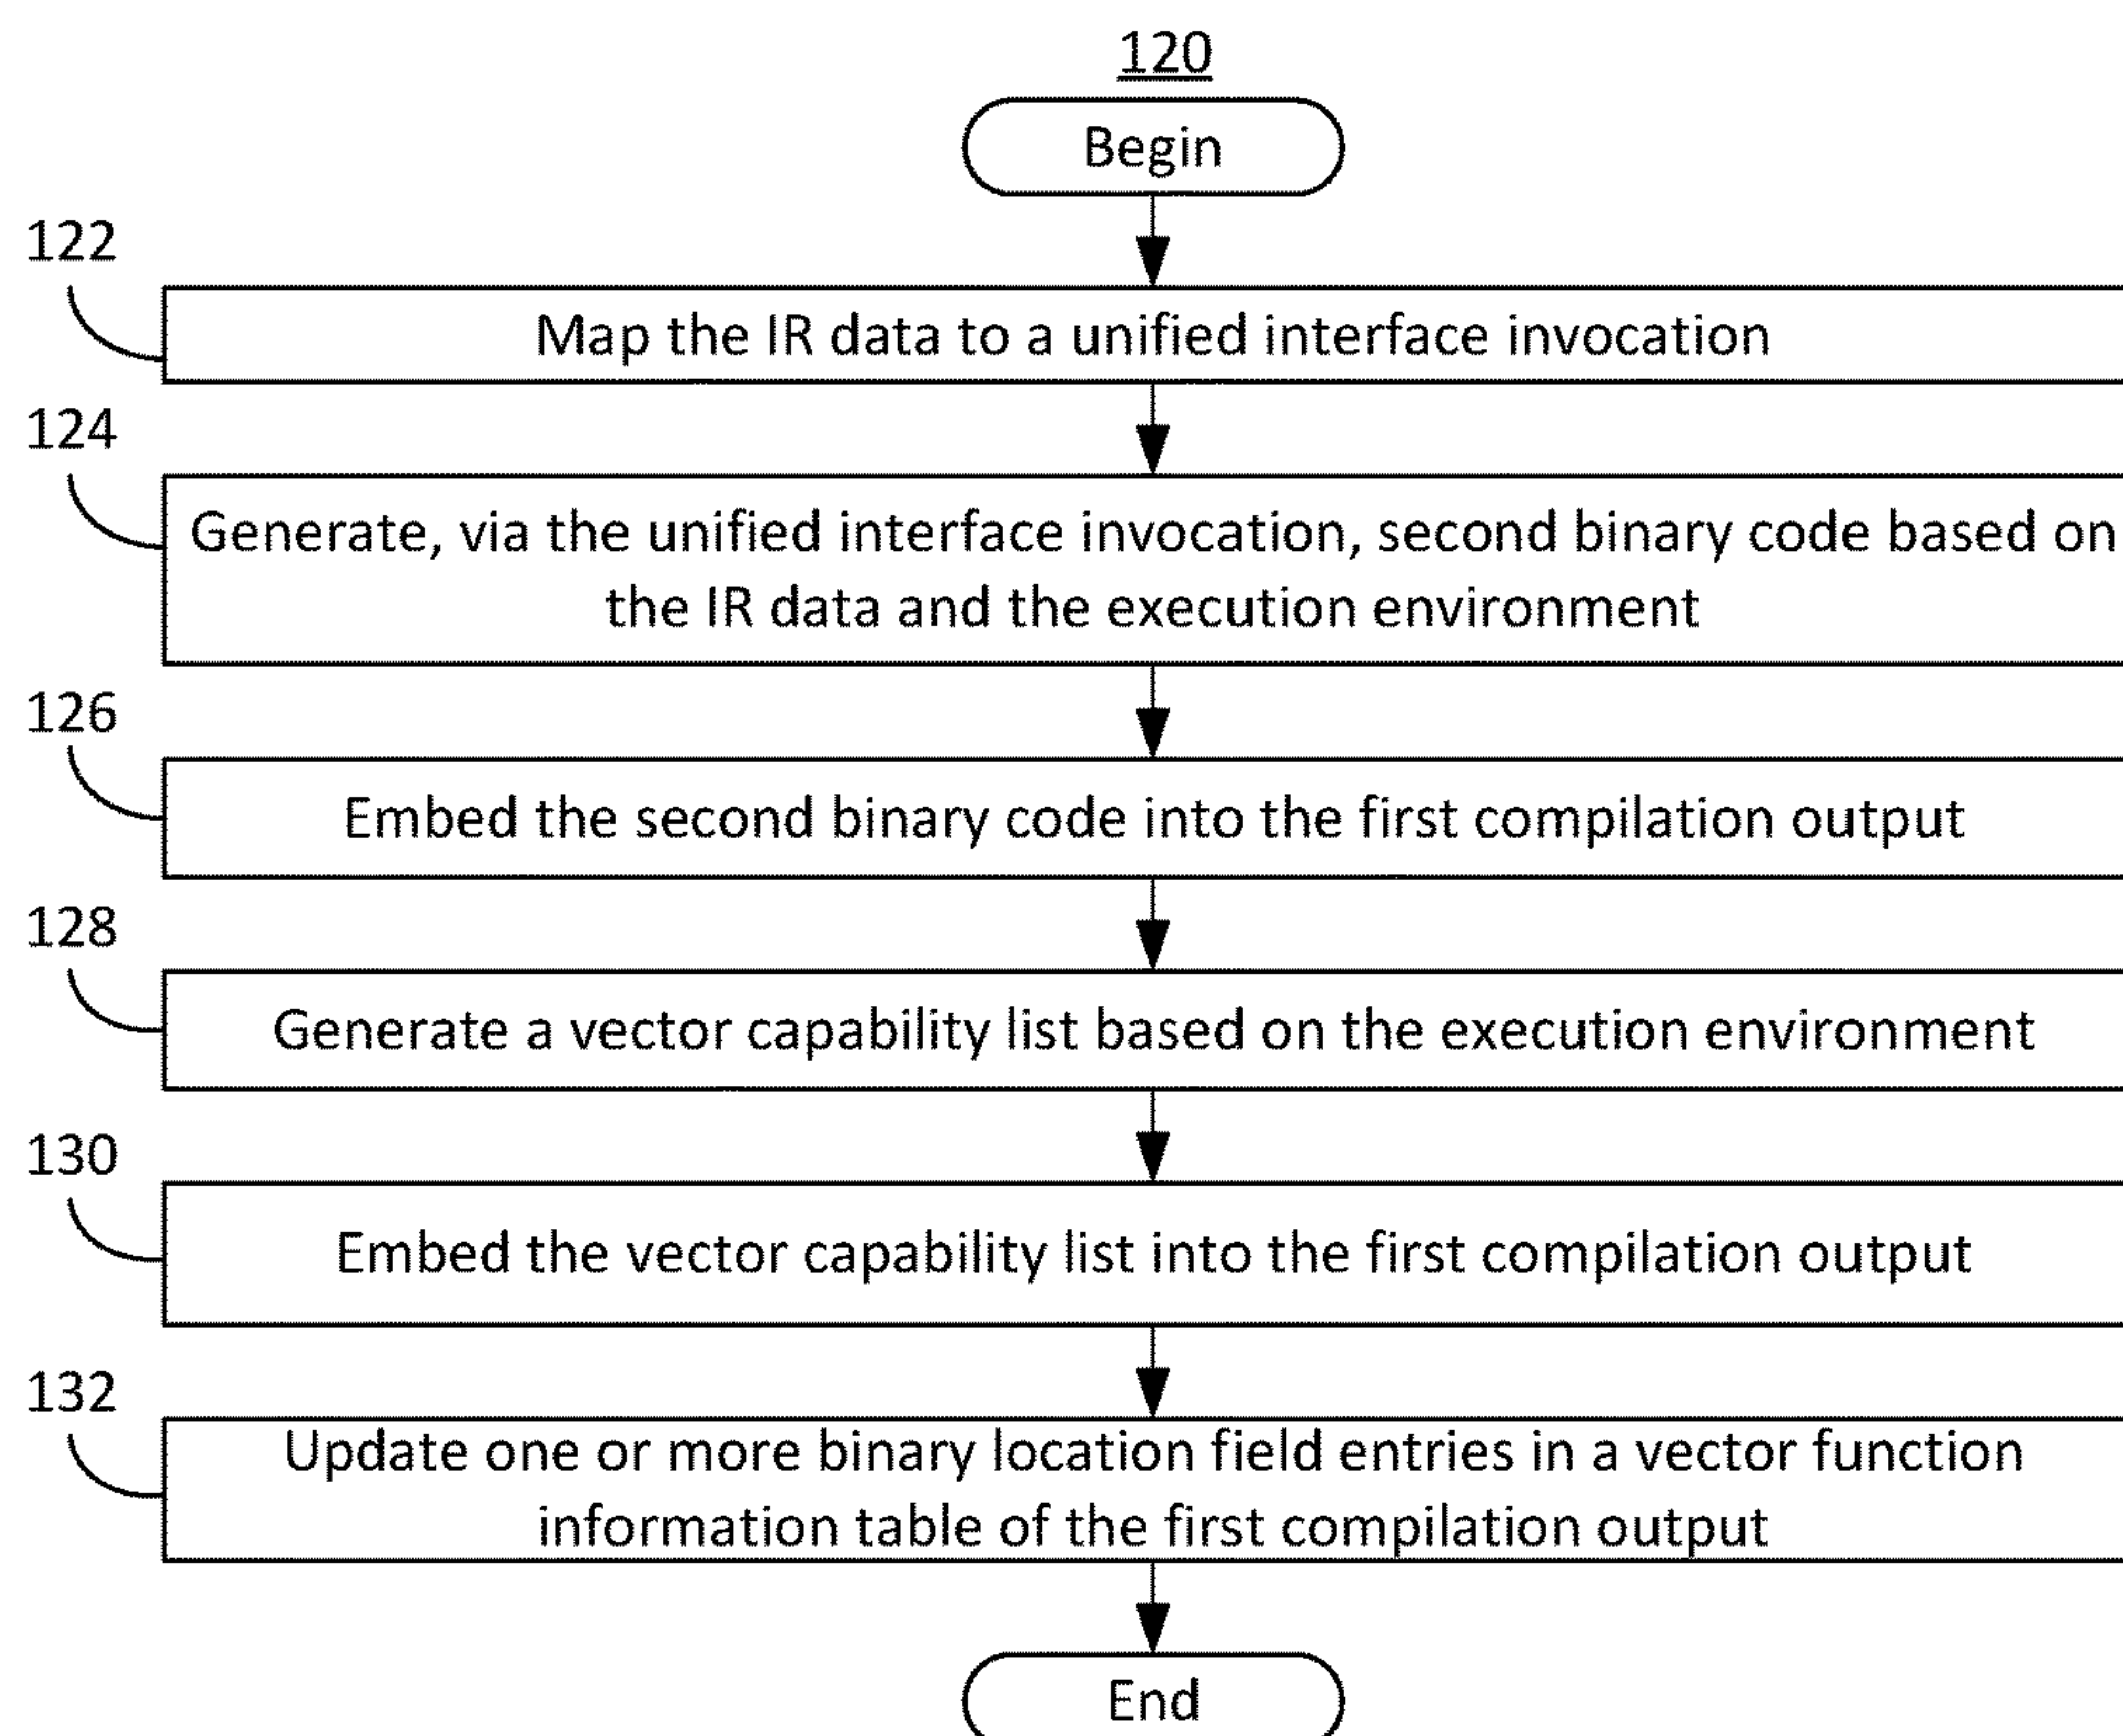 120
Begin
122
Map the IR data to a unified interface invocation
124
Generate, via the unified interface invocation, second binary code based on
the IR data and the execution environment
126
Embed the second binary code into the first compilation output
128
Generate a vector capability list based on the execution environment
130
Embed the vector capability list into the first compilation output
132
Update one or more binary location field entries in a vector function
information table of the first compilation output
End